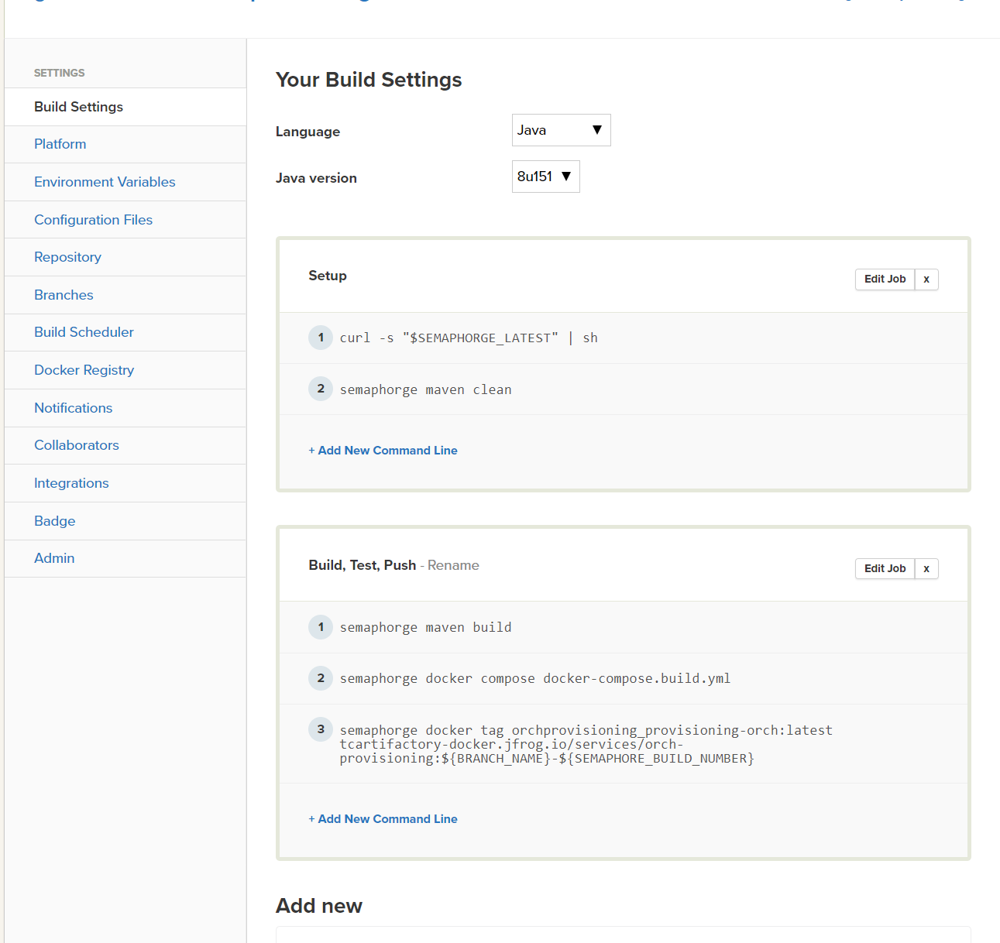 SETTINGS
Build Settings
Platform
Environment Variables
Configuration Files
Repository
Branches
Build Scheduler
Docker Registry
Notifications
Collaborators
Integrations
Badge
Admin
Your Build Settings
Language
Java ▼
Java version
8u151 ▼
Setup
Edit Job x
1 curl -s "$SEMAPHORGE_LATEST" | sh
2 semaphorge maven clean
+ Add New Command Line
Build, Test, Push - Rename
Edit Job x
1 semaphorge maven build
2 semaphorge docker compose docker-compose.build.yml
3 semaphorge docker tag orchprovisioning_provisioning-orch:latest
tcartifactory-docker.jfrog.io/services/orch-
provisioning:${BRANCH_NAME}-${SEMAPHORE_BUILD_NUMBER}
+ Add New Command Line
Add new